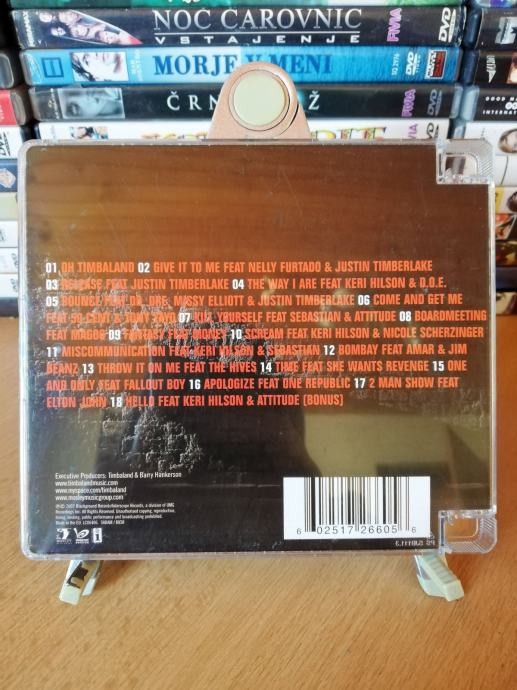 NOČ ČAROVNIC
VSTAJENJE
DVD
MORJE V MENI
DVD
ČRN
DVD
01 OH TIMBALAND 02 GIVE IT TO ME FEAT NELLY FURTADO & JUSTIN TIMBERLAKE
03 RELEASE FEAT JUSTIN TIMBERLAKE 04 THE WAY I ARE FEAT KERI HILSON & D.O.E.
05 BOUNCE FEAT DR. DRE, MISSY ELLIOTT & JUSTIN TIMBERLAKE 06 COME AND GET ME
FEAT 50 CENT & TONY YAYO 07 KILL YOURSELF FEAT SEBASTIAN & ATTITUDE 08 BOARDMEETING
FEAT MAGOO 09 FANTASY FEAT MONEY 10 SCREAM FEAT KERI HILSON & NICOLE SCHERZINGER
11 MISCOMMUNICATION FEAT KERI HILSON & SEBASTIAN 12 BOMBAY FEAT AMAR & JIM
BEANZ 13 THROW IT ON ME FEAT THE HIVES 14 TIME FEAT SHE WANTS REVENGE 15 ONE
AND ONLY FEAT FALLOUT BOY 16 APOLOGIZE FEAT ONE REPUBLIC 17 2 MAN SHOW FEAT
ELTON JOHN 18 HELLO FEAT KERI HILSON & ATTITUDE (BONUS)
Executive Producers: Timbaland & Barry Hankerson
www.timbalandmusic.com
www.myspace.com/timbaland
www.mosleymusicgroup.com
6 02517 26605 6